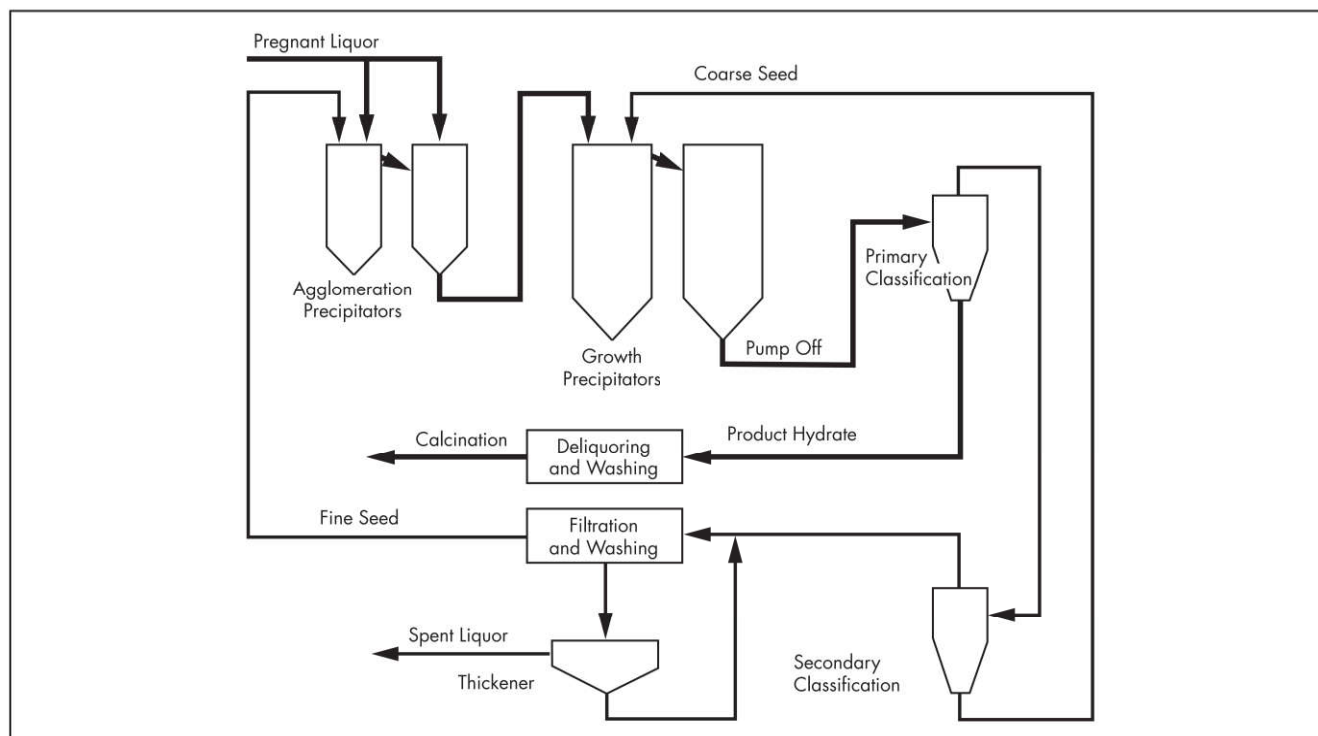 Pregnant Liquor
Coarse Seed
Agglomeration
Precipitators
Growth
Precipitators
Pump Off
Primary
Classification
Calcination
Deliquoring
and Washing
Product Hydrate
Fine Seed
Filtration
and Washing
Spent Liquor
Thickener
Secondary
Classification